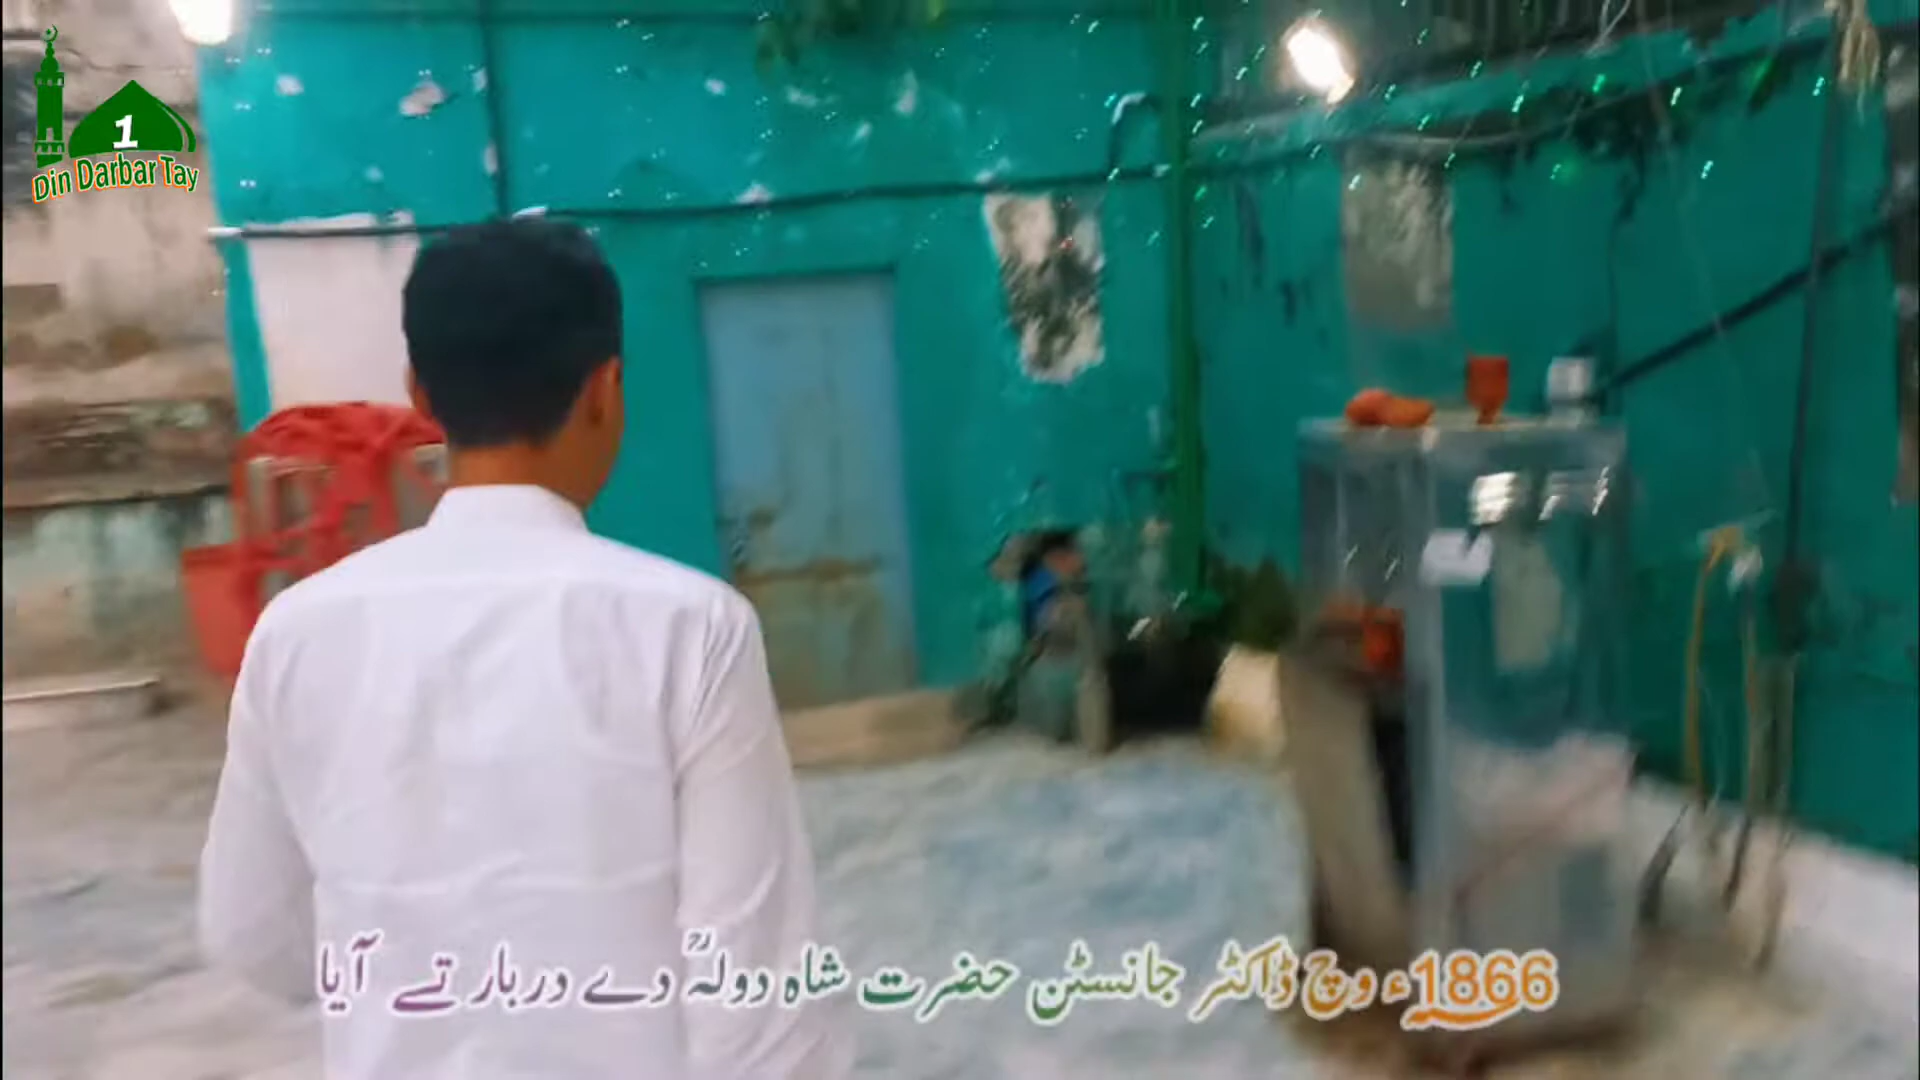 1
Din Darbar Tay
1866ء وچ ڈاکٹر جانسٹن حضرت شاہ دولہؒ دے دربار تے آیا